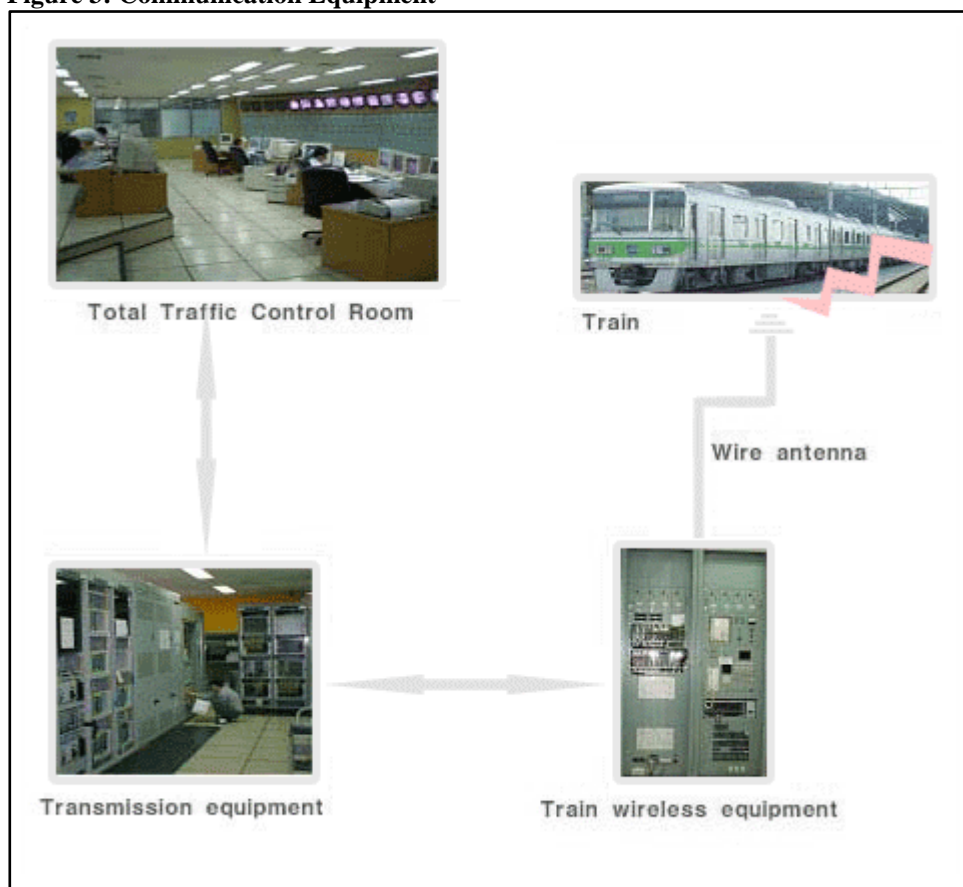 Figure 3: Communication Equipment
Total Traffic Control Room
Train
Wire antenna
Transmission equipment
Train wireless equipment